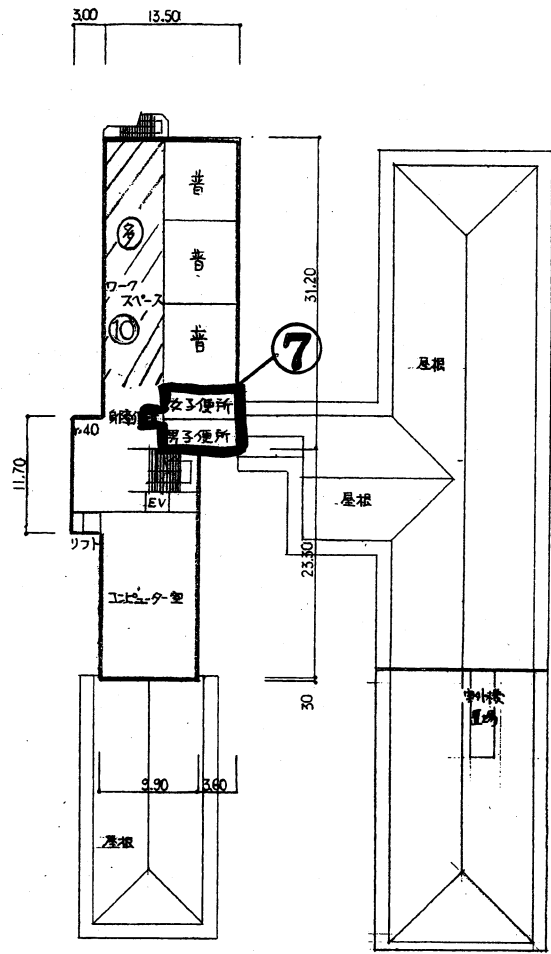 3.00
13.50
普
多
普
ワーク
スペース
10
普
31.20
7
屋根
女子便所
男子便所
11.70
EV
屋根
リフト
23.30
コンピューター室
30
9.90
3.60
屋根